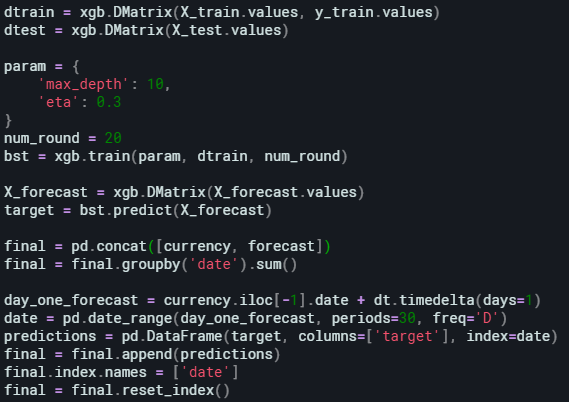 dtrain = xgb.DMatrix(X_train.values, y_train.values)
dtest = xgb.DMatrix(X_test.values)

param = {
    'max_depth': 10,
    'eta': 0.3
}
num_round = 20
bst = xgb.train(param, dtrain, num_round)

X_forecast = xgb.DMatrix(X_forecast.values)
target = bst.predict(X_forecast)

final = pd.concat([currency, forecast])
final = final.groupby('date').sum()

day_one_forecast = currency.iloc[-1].date + dt.timedelta(days=1)
date = pd.date_range(day_one_forecast, periods=30, freq='D')
predictions = pd.DataFrame(target, columns=['target'], index=date)
final = final.append(predictions)
final.index.names = ['date']
final = final.reset_index()